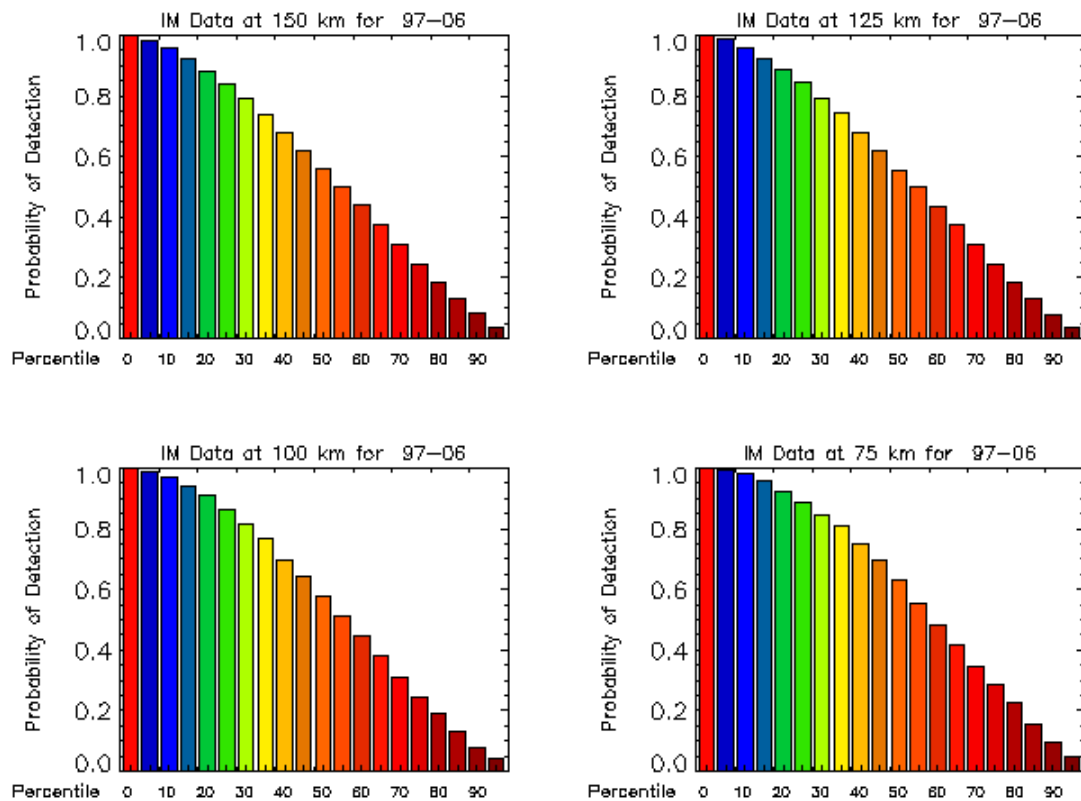 IM Data at 150 km for 97-06
Probability of Detection
1.0
0.8
0.6
0.4
0.2
0.0
Percentile 0 10 20 30 40 50 60 70 80 90
IM Data at 125 km for 97-06
Probability of Detection
1.0
0.8
0.6
0.4
0.2
0.0
Percentile 0 10 20 30 40 50 60 70 80 90
IM Data at 100 km for 97-06
Probability of Detection
1.0
0.8
0.6
0.4
0.2
0.0
Percentile 0 10 20 30 40 50 60 70 80 90
IM Data at 75 km for 97-06
Probability of Detection
1.0
0.8
0.6
0.4
0.2
0.0
Percentile 0 10 20 30 40 50 60 70 80 90